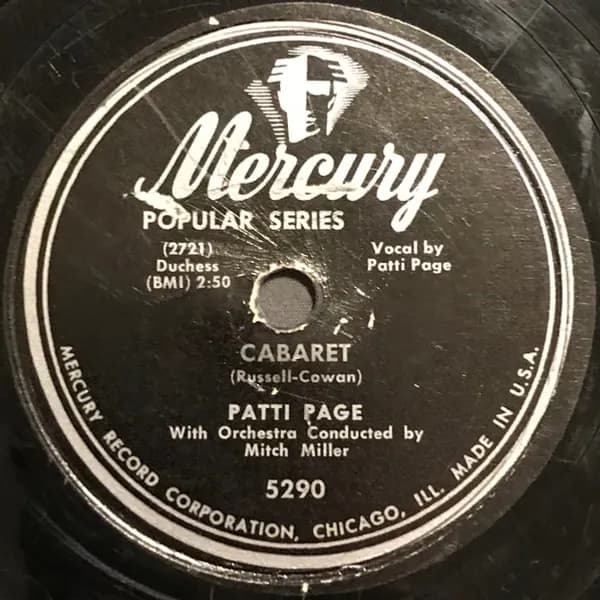 Mercury
POPULAR SERIES
(2721)
Duchess
(BMI) 2:50
Vocal by
Patti Page
CABARET
(Russell-Cowan)
PATTI PAGE
With Orchestra Conducted by
Mitch Miller
5290
MERCURY RECORD CORPORATION, CHICAGO, ILL. MADE IN U.S.A.